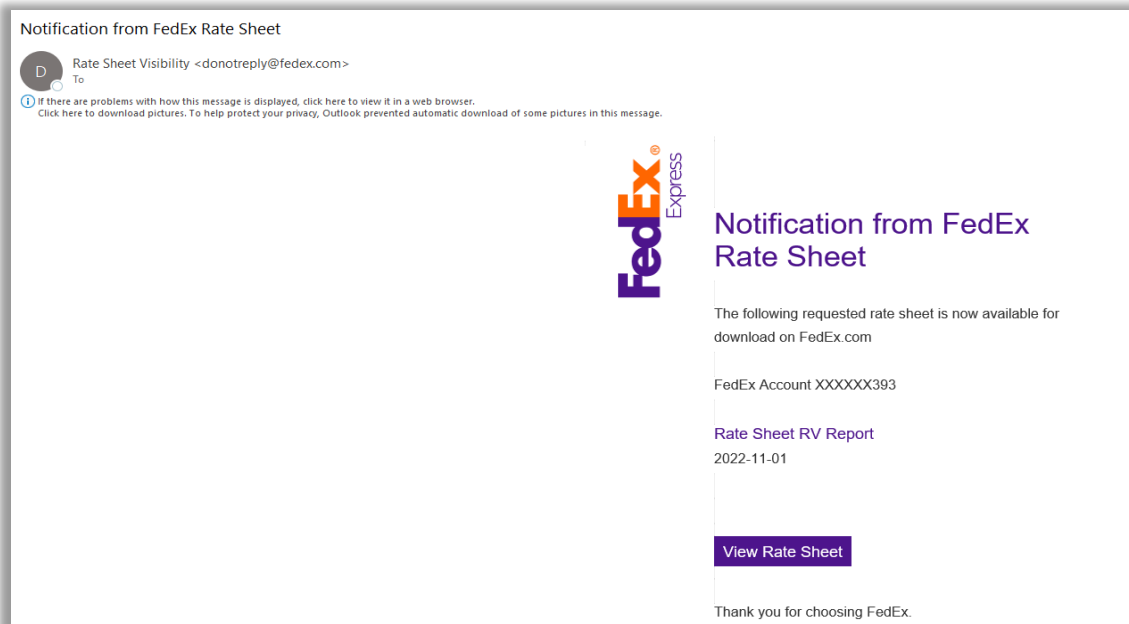 Notification from FedEx Rate Sheet
D
Rate Sheet Visibility <donotreply@fedex.com>
To
If there are problems with how this message is displayed, click here to view it in a web browser.
Click here to download pictures. To help protect your privacy, Outlook prevented automatic download of some pictures in this message.
FedEx®
Express
Notification from FedEx
Rate Sheet
The following requested rate sheet is now available for
download on FedEx.com
FedEx Account XXXXXX393
Rate Sheet RV Report
2022-11-01
View Rate Sheet
Thank you for choosing FedEx.